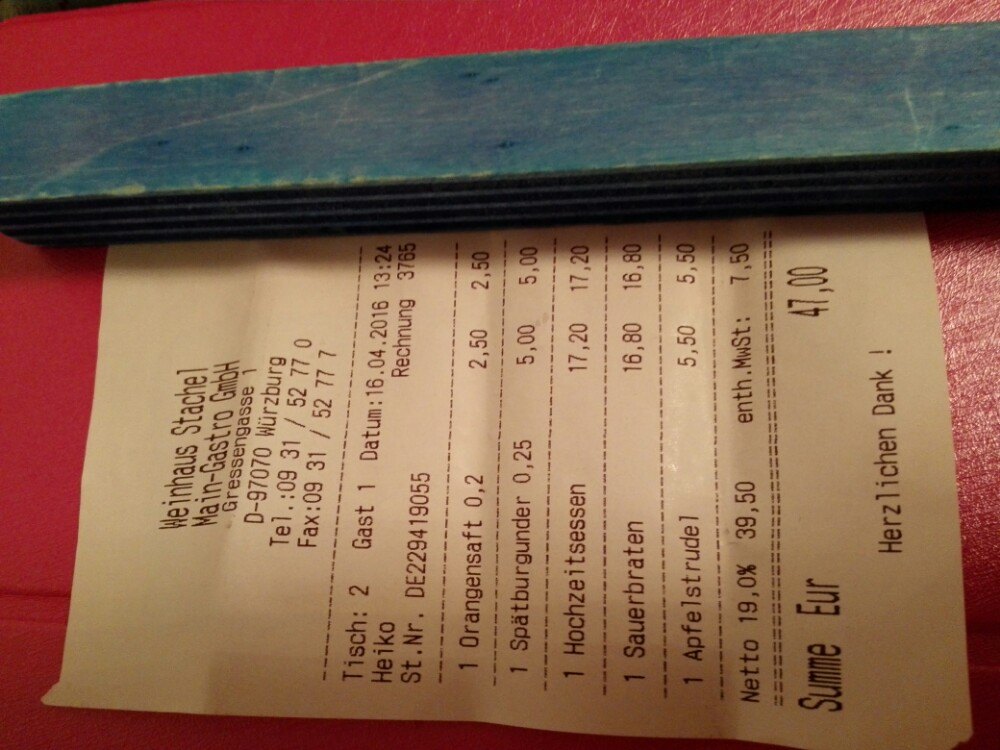 Weinhaus Stachel
Main-Gastro GmbH
Gressengasse 1
D-97070 Würzburg
Tel.:09 31 / 52 77 0
Fax:09 31 / 52 77 7
Tisch: 2 Gast 1 Datum:16.04.2016 13:24
Heiko Rechnung 3765
St.Nr. DE229419055
1 Orangensaft 0,2 2,50 2,50
1 Spätburgunder 0,25 5,00 5,00
1 Hochzeitsessen 17,20 17,20
1 Sauerbraten 16,80 16,80
1 Apfelstrudel 5,50 5,50
Netto 19,0% 39,50 enth.MwSt: 7,50
Summe Eur 47,00
Herzlichen Dank !